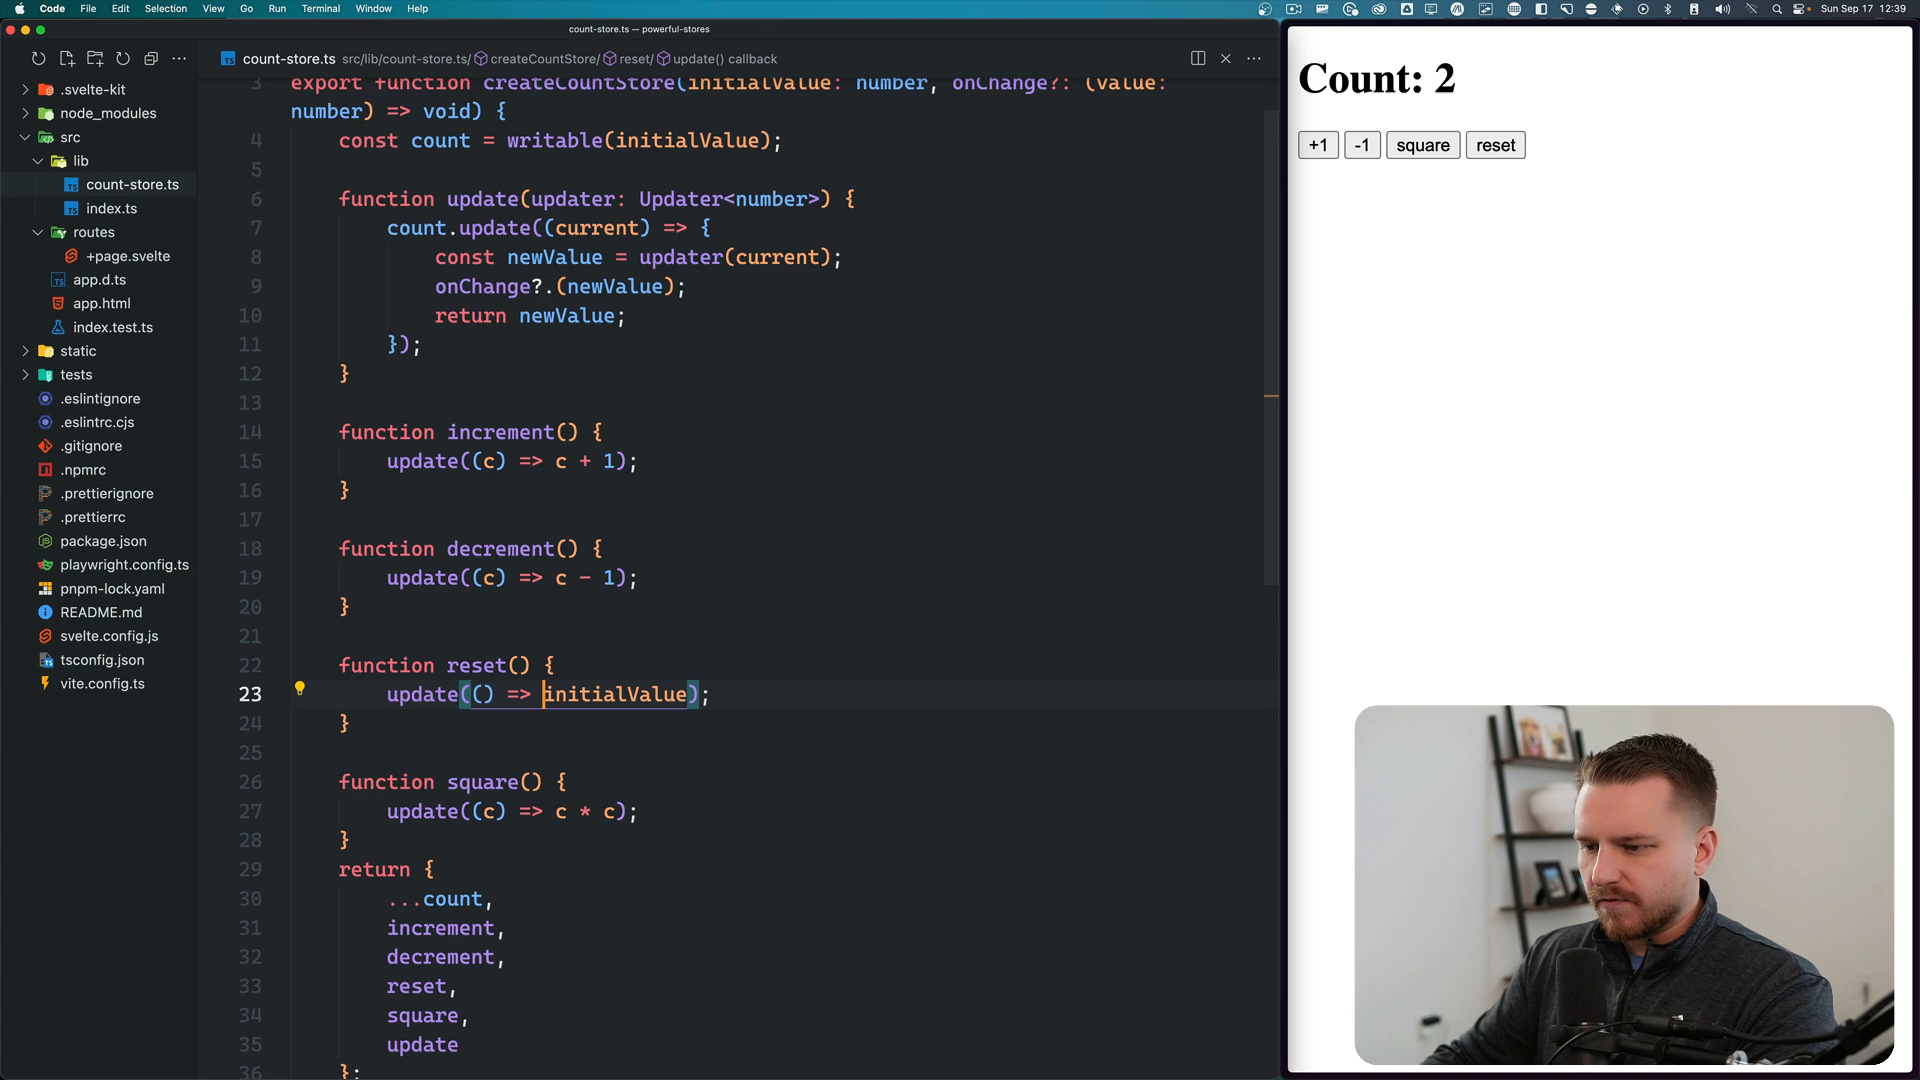 Code File Edit Selection View Go Run Terminal Window Help
Sun Sep 17 12:39
count-store.ts — powerful-stores
count-store.ts src/lib/count-store.ts/ createCountStore/ reset/ update() callback
.svelte-kit
node_modules
src
lib
count-store.ts
index.ts
routes
+page.svelte
app.d.ts
app.html
index.test.ts
static
tests
.eslintignore
.eslintrc.cjs
.gitignore
.npmrc
.prettierignore
.prettierrc
package.json
playwright.config.ts
pnpm-lock.yaml
README.md
svelte.config.js
tsconfig.json
vite.config.ts
3 export function createCountStore(initialValue: number, onChange?: (value:
number) => void) {
4 const count = writable(initialValue);
5
6 function update(updater: Updater<number>) {
7 count.update((current) => {
8 const newValue = updater(current);
9 onChange?.(newValue);
10 return newValue;
11 });
12 }
13
14 function increment() {
15 update((c) => c + 1);
16 }
17
18 function decrement() {
19 update((c) => c - 1);
20 }
21
22 function reset() {
23 update(() => initialValue);
24 }
25
26 function square() {
27 update((c) => c * c);
28 }
29 return {
30 ...count,
31 increment,
32 decrement,
33 reset,
34 square,
35 update
36 };
Count: 2
+1 -1 square reset